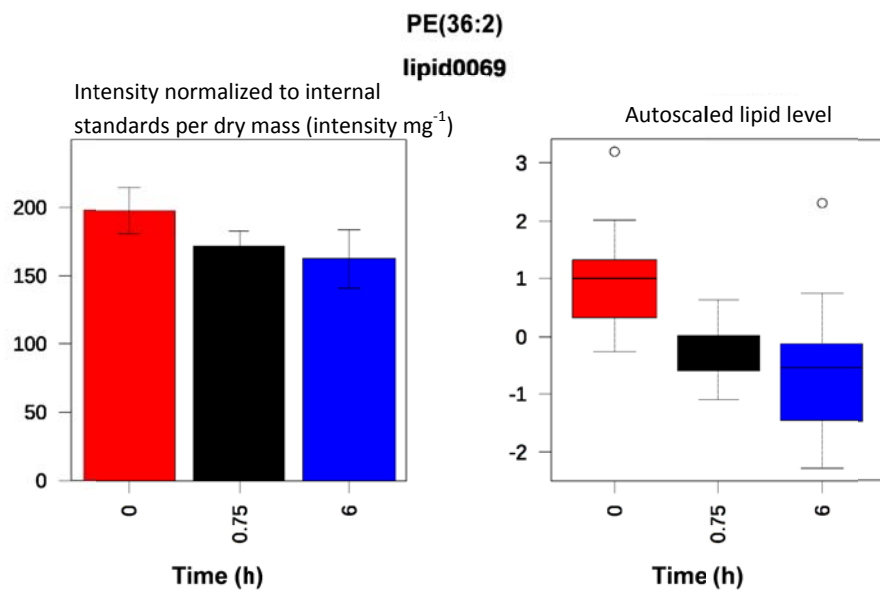 PE(36:2)
lipid0069
Intensity normalized to internal
standards per dry mass (intensity mg⁻¹)
200
150
100
50
0
0
0.75
6
Time (h)
Autoscaled lipid level
3
2
1
0
-1
-2
0
0.75
6
Time (h)